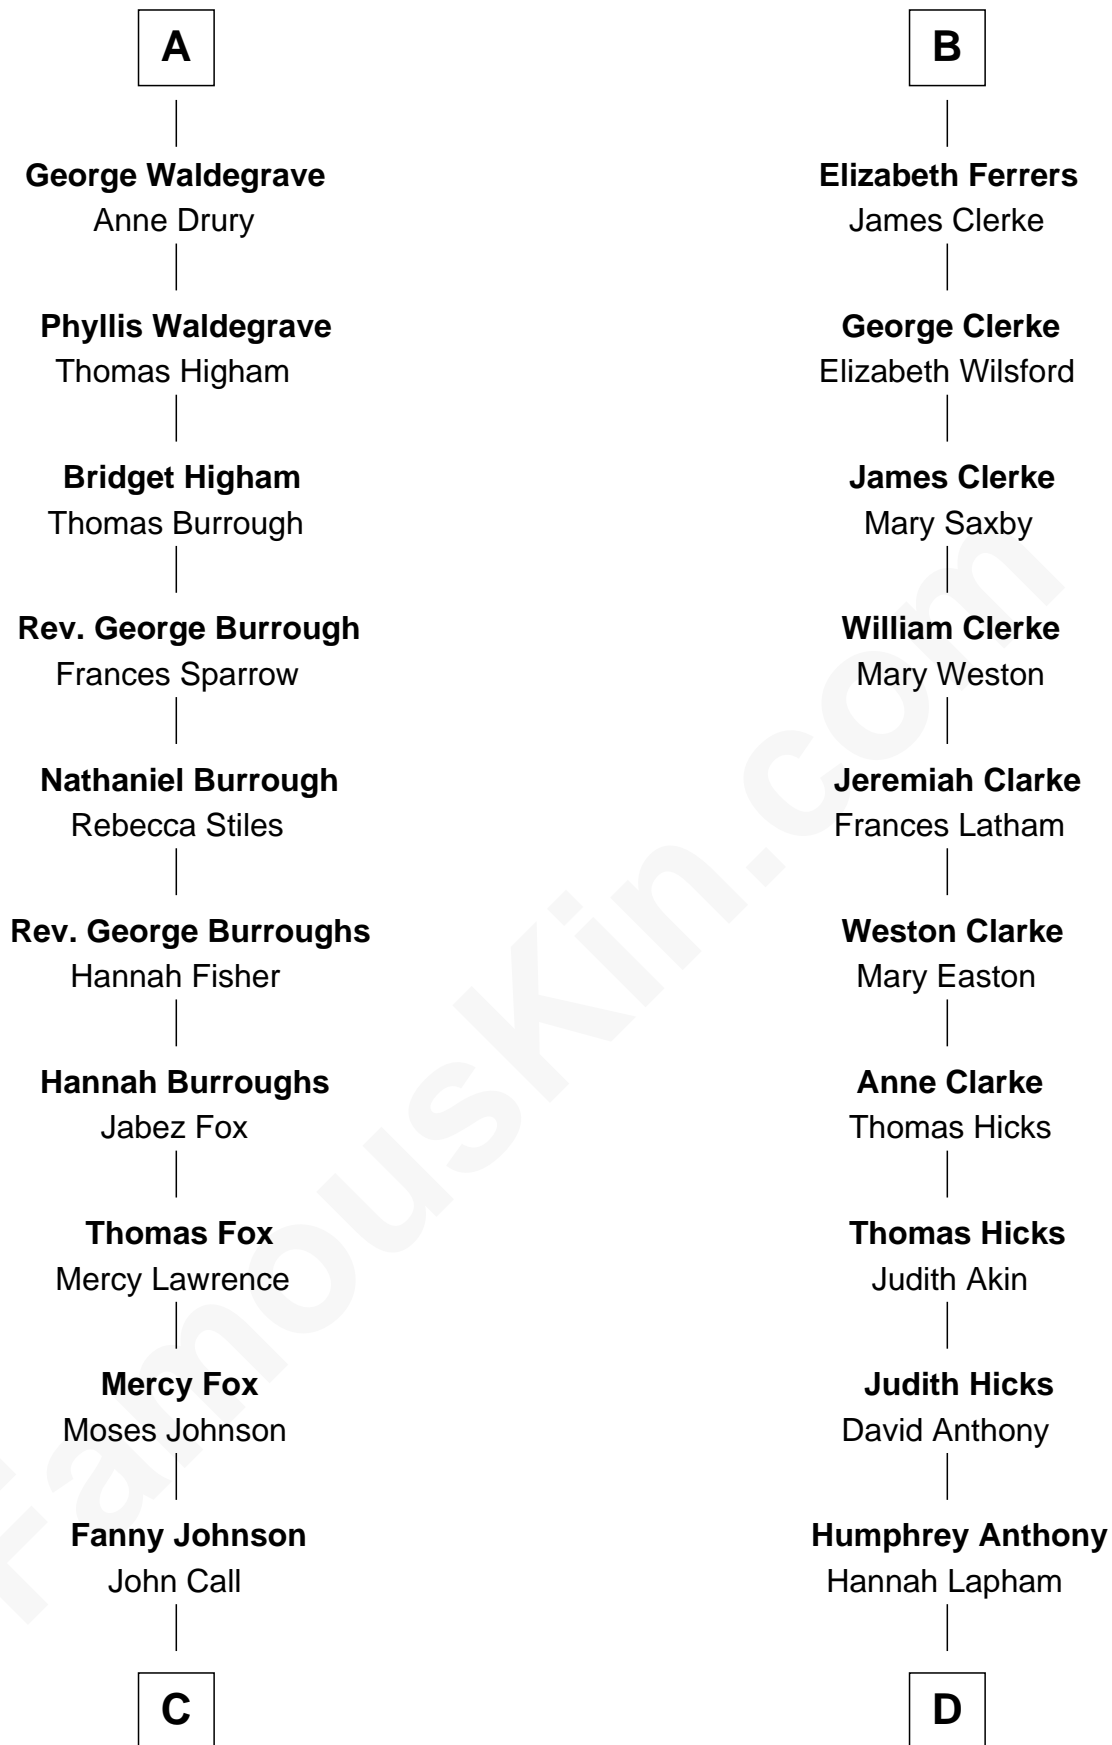 A
George Waldegrave
Anne Drury
Phyllis Waldegrave
Thomas Higham
Bridget Higham
Thomas Burrough
Rev. George Burrough
Frances Sparrow
Nathaniel Burrough
Rebecca Stiles
Rev. George Burroughs
Hannah Fisher
Hannah Burroughs
Jabez Fox
Thomas Fox
Mercy Lawrence
Mercy Fox
Moses Johnson
Fanny Johnson
John Call
C
B
Elizabeth Ferrers
James Clerke
George Clerke
Elizabeth Wilsford
James Clerke
Mary Saxby
William Clerke
Mary Weston
Jeremiah Clarke
Frances Latham
Weston Clarke
Mary Easton
Anne Clarke
Thomas Hicks
Thomas Hicks
Judith Akin
Judith Hicks
David Anthony
Humphrey Anthony
Hannah Lapham
D
FamousKin.com